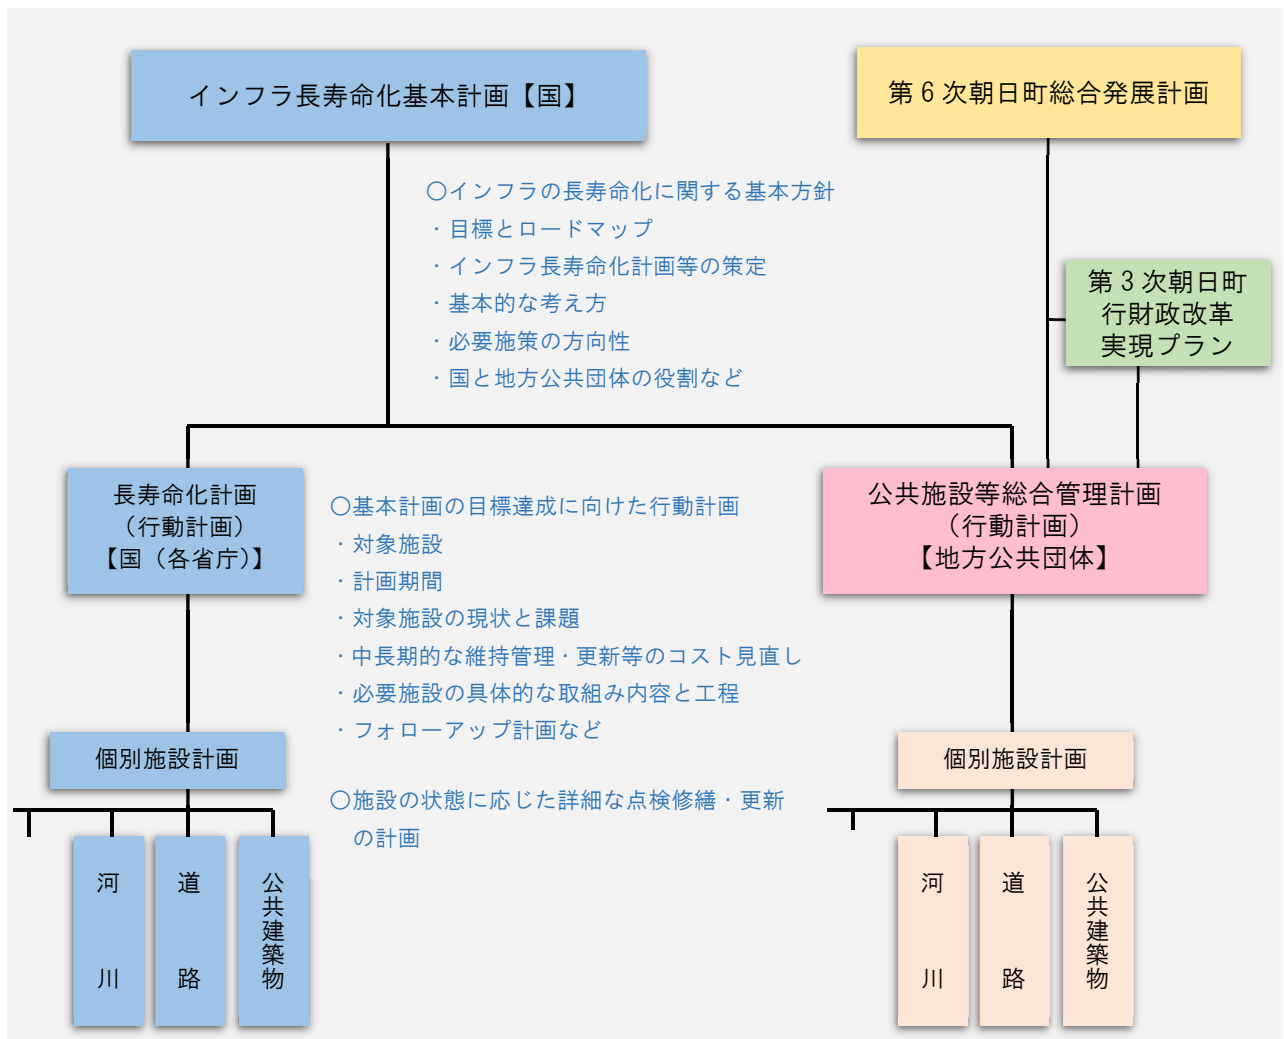 インフラ長寿命化基本計画【国】
第6次朝日町総合発展計画
〇インフラの長寿命化に関する基本方針
・目標とロードマップ
・インフラ長寿命化計画等の策定
・基本的な考え方
・必要施策の方向性
・国と地方公共団体の役割など
第3次朝日町
行財政改革
実現プラン
長寿命化計画
（行動計画）
【国（各省庁）】
〇基本計画の目標達成に向けた行動計画
・対象施設
・計画期間
・対象施設の現状と課題
・中長期的な維持管理・更新等のコスト見直し
・必要施設の具体的な取組み内容と工程
・フォローアップ計画など
公共施設等総合管理計画
（行動計画）
【地方公共団体】
個別施設計画
〇施設の状態に応じた詳細な点検修繕・更新
の計画
個別施設計画
河川
道路
公共建築物
河川
道路
公共建築物